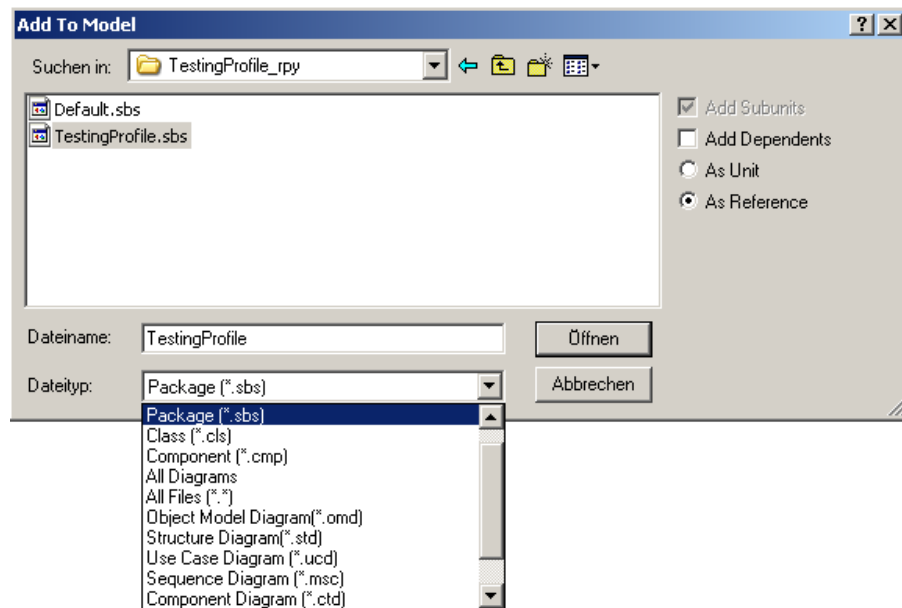 Add To Model
Suchen in: TestingProfile_rpy
Default.sbs
TestingProfile.sbs
Add Subunits
Add Dependents
As Unit
As Reference
Dateiname: TestingProfile Öffnen
Dateityp: Package (*.sbs) Abbrechen
Package (*.sbs)
Class (*.cls)
Component (*.cmp)
All Diagrams
All Files (*.*)
Object Model Diagram(*.omd)
Structure Diagram(*.std)
Use Case Diagram (*.ucd)
Sequence Diagram (*.msc)
Component Diagram (*.ctd)